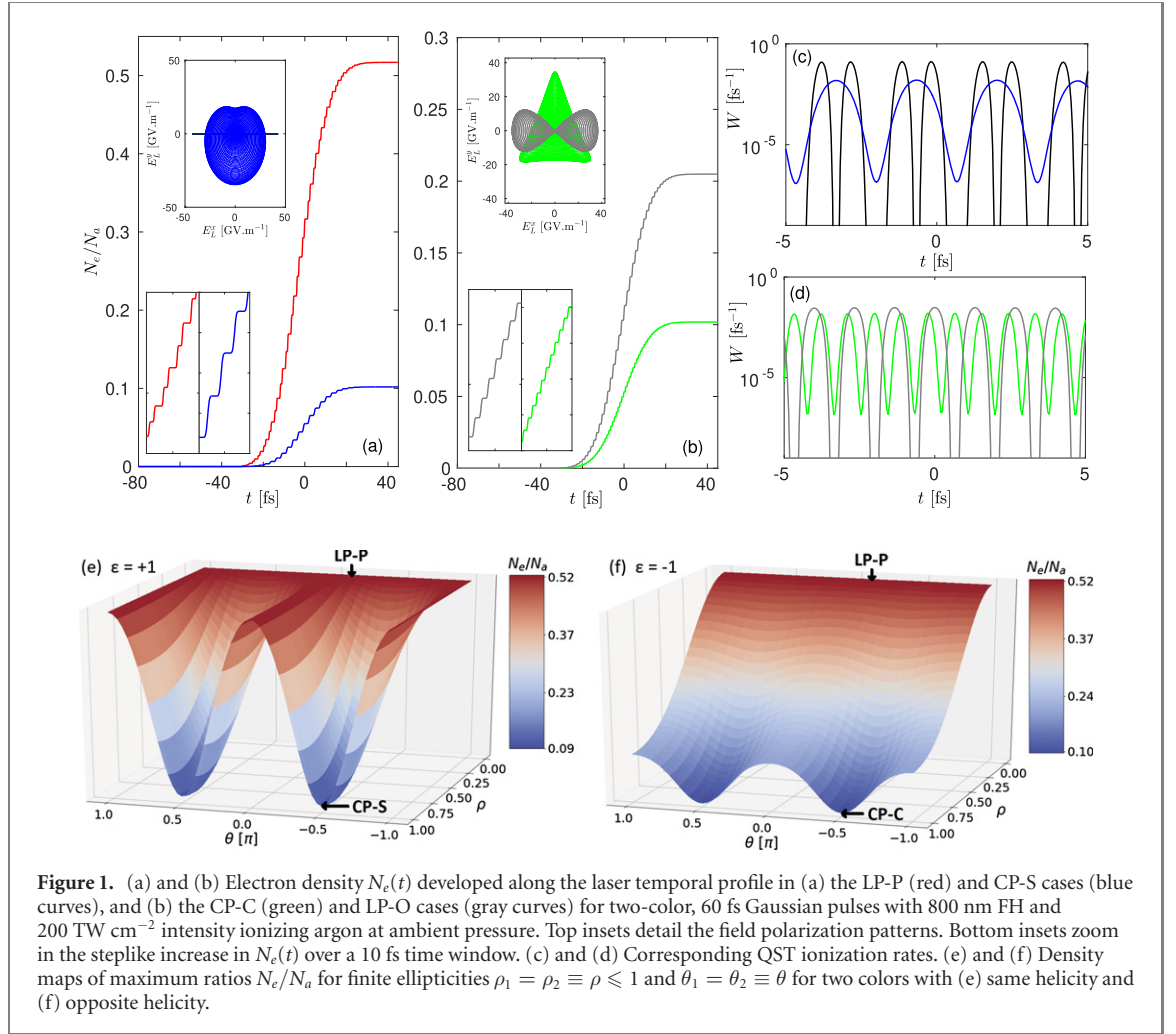 0.5
0.4
0.3
0.2
0.1
0
N_e/N_a
-80
-40
0
40
t [fs]
50
0
-50
-50
0
50
E_L^y [GV.m⁻¹]
E_L^x [GV.m⁻¹]
(a)
0.3
0.25
0.2
0.15
0.1
0.05
0
-80
-40
0
40
t [fs]
40
20
0
-20
-40
-40
0
40
E_L^y [GV.m⁻¹]
E_L^x [GV.m⁻¹]
(b)
(c)
10⁰
10⁻⁵
W [fs⁻¹]
-5
0
5
t [fs]
(d)
10⁰
10⁻⁵
W [fs⁻¹]
-5
0
5
t [fs]
(e) ε = +1
LP-P
CP-S
N_e/N_a
0.52
0.37
0.23
0.09
1.0
0.5
0.0
−0.5
−1.0
θ [π]
0.00
0.25
0.50
0.75
1.00
ρ
(f) ε = -1
LP-P
CP-C
N_e/N_a
0.52
0.38
0.24
0.10
1.0
0.5
0.0
−0.5
−1.0
θ [π]
0.00
0.25
0.50
0.75
1.00
ρ
Figure 1. (a) and (b) Electron density N_e(t) developed along the laser temporal profile in (a) the LP-P (red) and CP-S cases (blue
curves), and (b) the CP-C (green) and LP-O cases (gray curves) for two-color, 60 fs Gaussian pulses with 800 nm FH and
200 TW cm⁻² intensity ionizing argon at ambient pressure. Top insets detail the field polarization patterns. Bottom insets zoom
in the steplike increase in N_e(t) over a 10 fs time window. (c) and (d) Corresponding QST ionization rates. (e) and (f) Density
maps of maximum ratios N_e/N_a for finite ellipticities ρ₁ = ρ₂ ≡ ρ ⩽ 1 and θ₁ = θ₂ ≡ θ for two colors with (e) same helicity and
(f) opposite helicity.